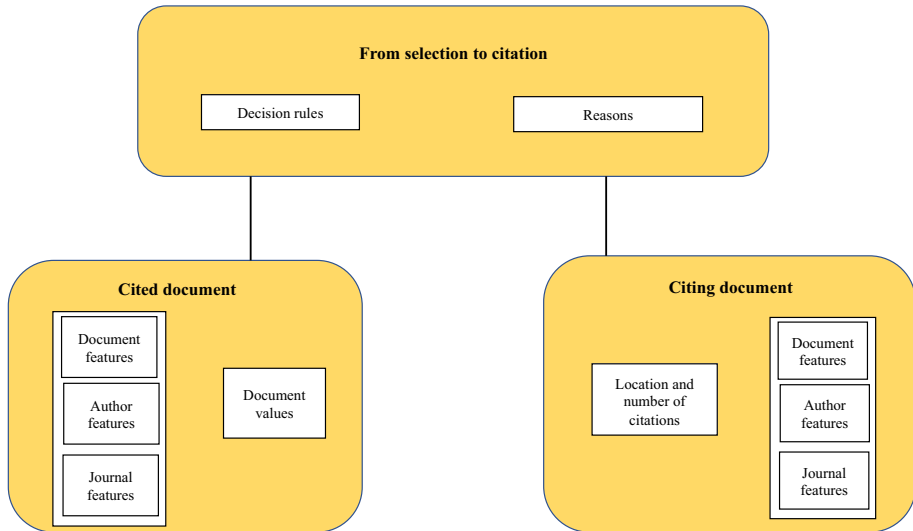 From selection to citation
Decision rules
Reasons
Cited document
Document
features
Author
features
Journal
features
Document
values
Citing document
Location and
number of
citations
Document
features
Author
features
Journal
features